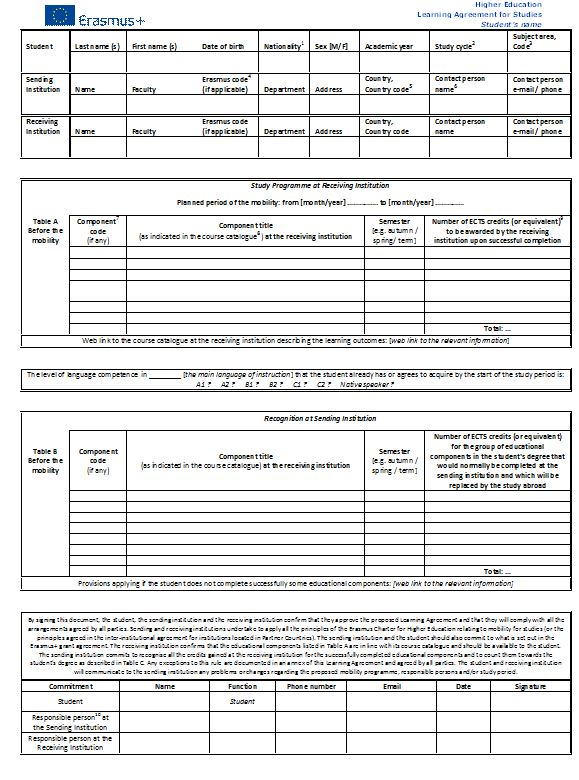 Erasmus+
Higher Education
Learning Agreement for Studies
Student's name
Student
Last name (s)
First name (s)
Date of birth
Nationality1
Sex [M/F]
Academic year
Study cycle2
Subject area,
Code3
Sending
Institution
Name
Faculty
Erasmus code4
(if applicable)
Department
Address
Country,
Country code5
Contact person
name6
Contact person
e-mail / phone
Receiving
Institution
Name
Faculty
Erasmus code
(if applicable)
Department
Address
Country,
Country code
Contact person
name
Contact person
e-mail / phone
Study Programme at Receiving Institution
Planned period of the mobility: from [month/year] ............... to [month/year] ...............
Table A
Before the
mobility
Component7
code
(if any)
Component title
(as indicated in the course catalogue8) at the receiving institution
Semester
[e.g. autumn /
spring/ term]
Number of ECTS credits (or equivalent)9
to be awarded by the receiving
institution upon successful completion
Total: ...
Web link to the course catalogue at the receiving institution describing the learning outcomes: [web link to the relevant information]
The level of language competence in ________ [the main language of instruction] that the student already has or agrees to acquire by the start of the study period is:
A1 ? A2 ? B1 ? B2 ? C1 ? C2 ? Native speaker ?
Recognition at Sending Institution
Table B
Before the
mobility
Component
code
(if any)
Component title
(as indicated in the course catalogue) at the receiving institution
Semester
[e.g. autumn /
spring / term]
Number of ECTS credits (or equivalent)
for the group of educational
components in the student's degree that
would normally be completed at the
sending institution and which will be
replaced by the study abroad
Total: ...
Provisions applying if the student does not complete successfully some educational components: [web link to the relevant information]
By signing this document, the student, the sending institution and the receiving institution confirm that they approve the proposed Learning Agreement and that they will comply with all the
arrangements agreed by all parties. Sending and receiving institutions undertake to apply all the principles of the Erasmus Charter for Higher Education relating to mobility for studies (or the
principles agreed in the inter-institutional agreement for institutions located in Partner Countries). The sending institution and the student should also commit to what is set out in the
Erasmus+ grant agreement. The receiving institution confirms that the educational components listed in Table A are in line with its course catalogue and should be available to the student.
The sending institution commits to recognise all the credits gained at the receiving institution for the successfully completed educational components and to count them towards the
student's degree as described in Table C. Any exceptions to this rule are documented in an annex of this Learning Agreement and agreed by all parties. The student and receiving institution
will communicate to the sending institution any problems or changes regarding the proposed mobility programme, responsible persons and/or study period.
Commitment
Name
Function
Phone number
Email
Date
Signature
Student
Student
Responsible person10 at
the Sending Institution
Responsible person at the
Receiving Institution